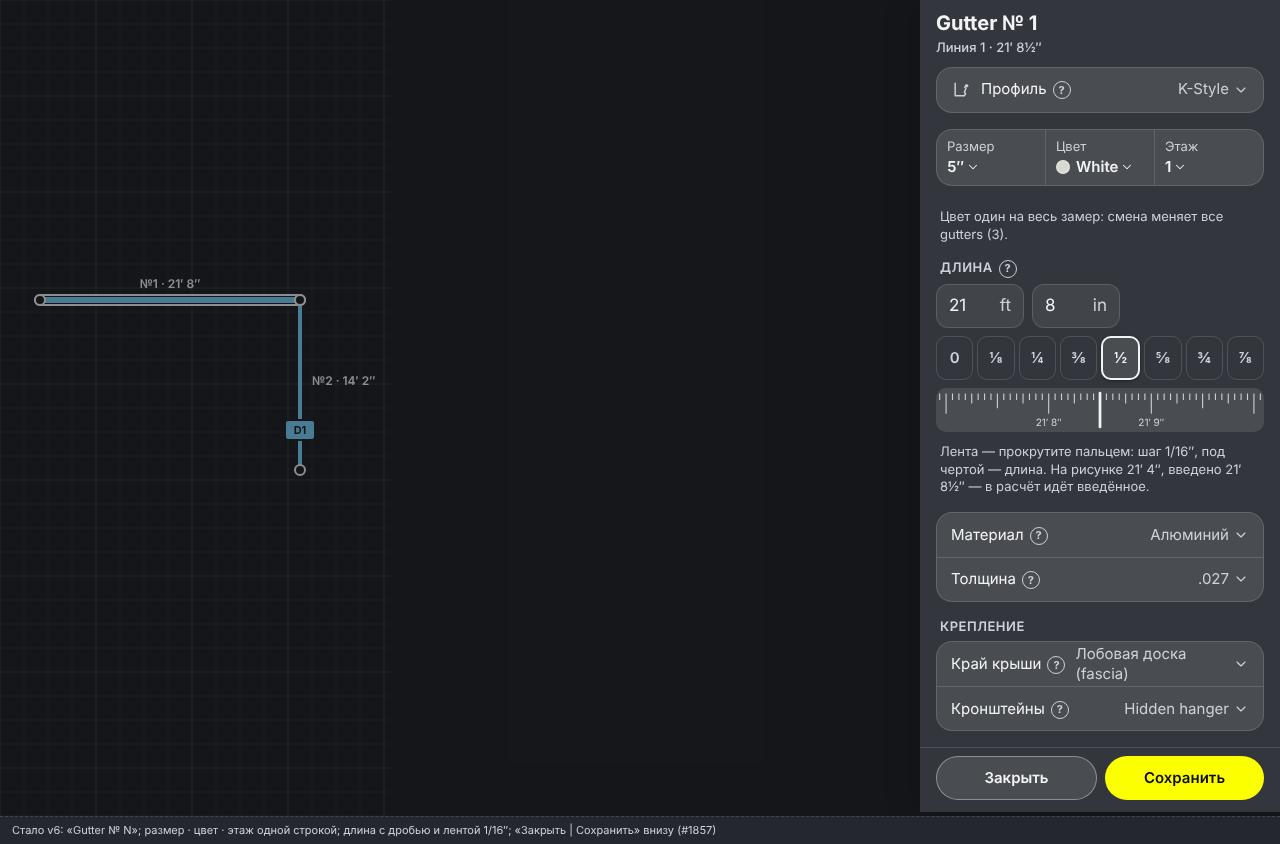 Gutter № 1
Линия 1 · 21′ 8½″
Профиль ? K-Style
Размер Цвет Этаж
5″ White 1
Цвет один на весь замер: смена меняет все
gutters (3).
ДЛИНА ?
21 ft 8 in
0 ⅛ ¼ ⅜ ½ ⅝ ¾ ⅞
21′ 8″ 21′ 9″
Лента — прокрутите пальцем: шаг 1/16″, под
чертой — длина. На рисунке 21′ 4″, введено 21′
8½″ — в расчёт идёт введённое.
Материал ? Алюминий
Толщина ? .027
КРЕПЛЕНИЕ
Край крыши ? Лобовая доска
(fascia)
Кронштейны ? Hidden hanger
Закрыть Сохранить
№1 · 21′ 8″
№2 · 14′ 2″
D1
Стало v6: «Gutter № N»; размер · цвет · этаж одной строкой; длина с дробью и лентой 1/16″; «Закрыть | Сохранить» внизу (#1857)